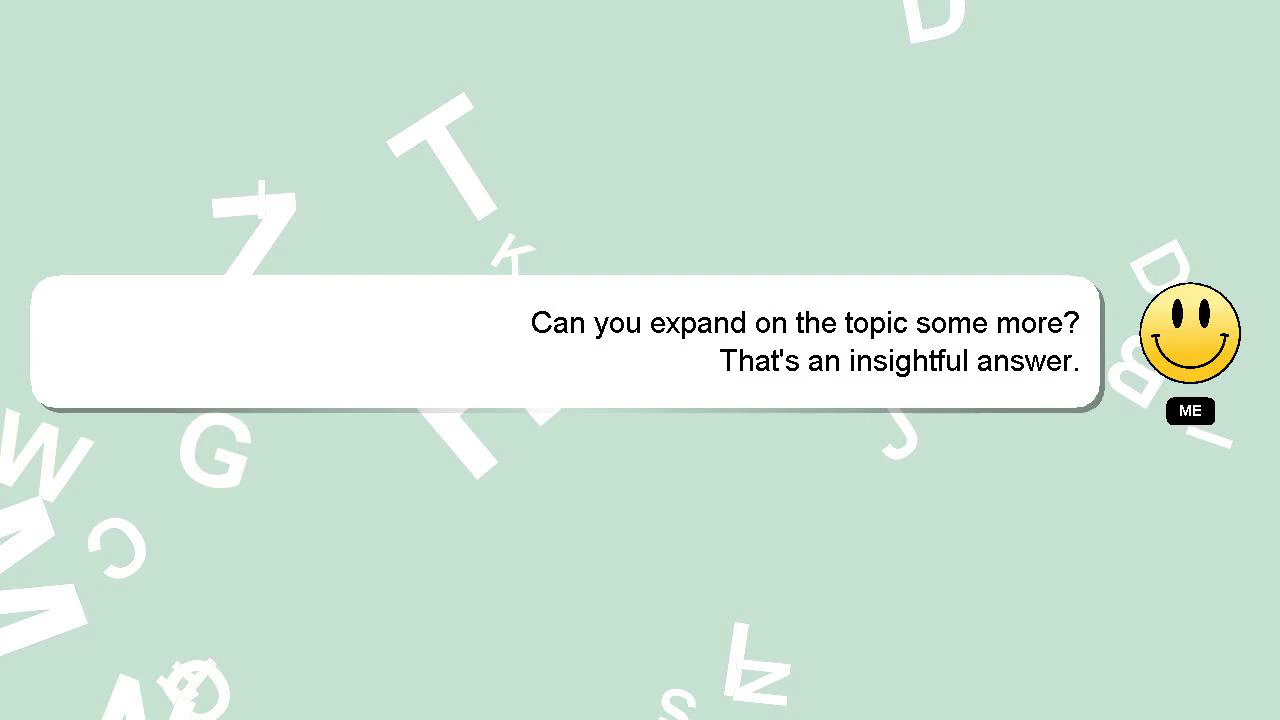 D
T
Z
I
K
Can you expand on the topic some more?
That's an insightful answer.
D
B
ME
I
J
W
G
C
S
Z